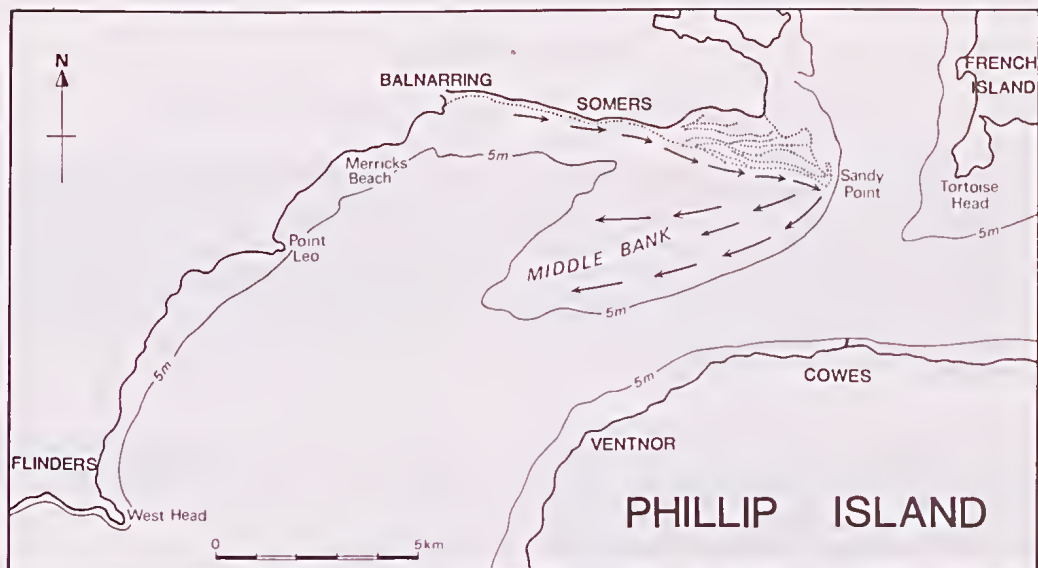 N
BALNARRING
SOMERS
FRENCH
ISLAND
Merricks
Beach
5m
Sandy
Point
Tortoise
Head
5m
Point
Leo
MIDDLE BANK
5m
5m
5m
COWES
VENTNOR
FLINDERS
West Head
PHILLIP ISLAND
0
5km